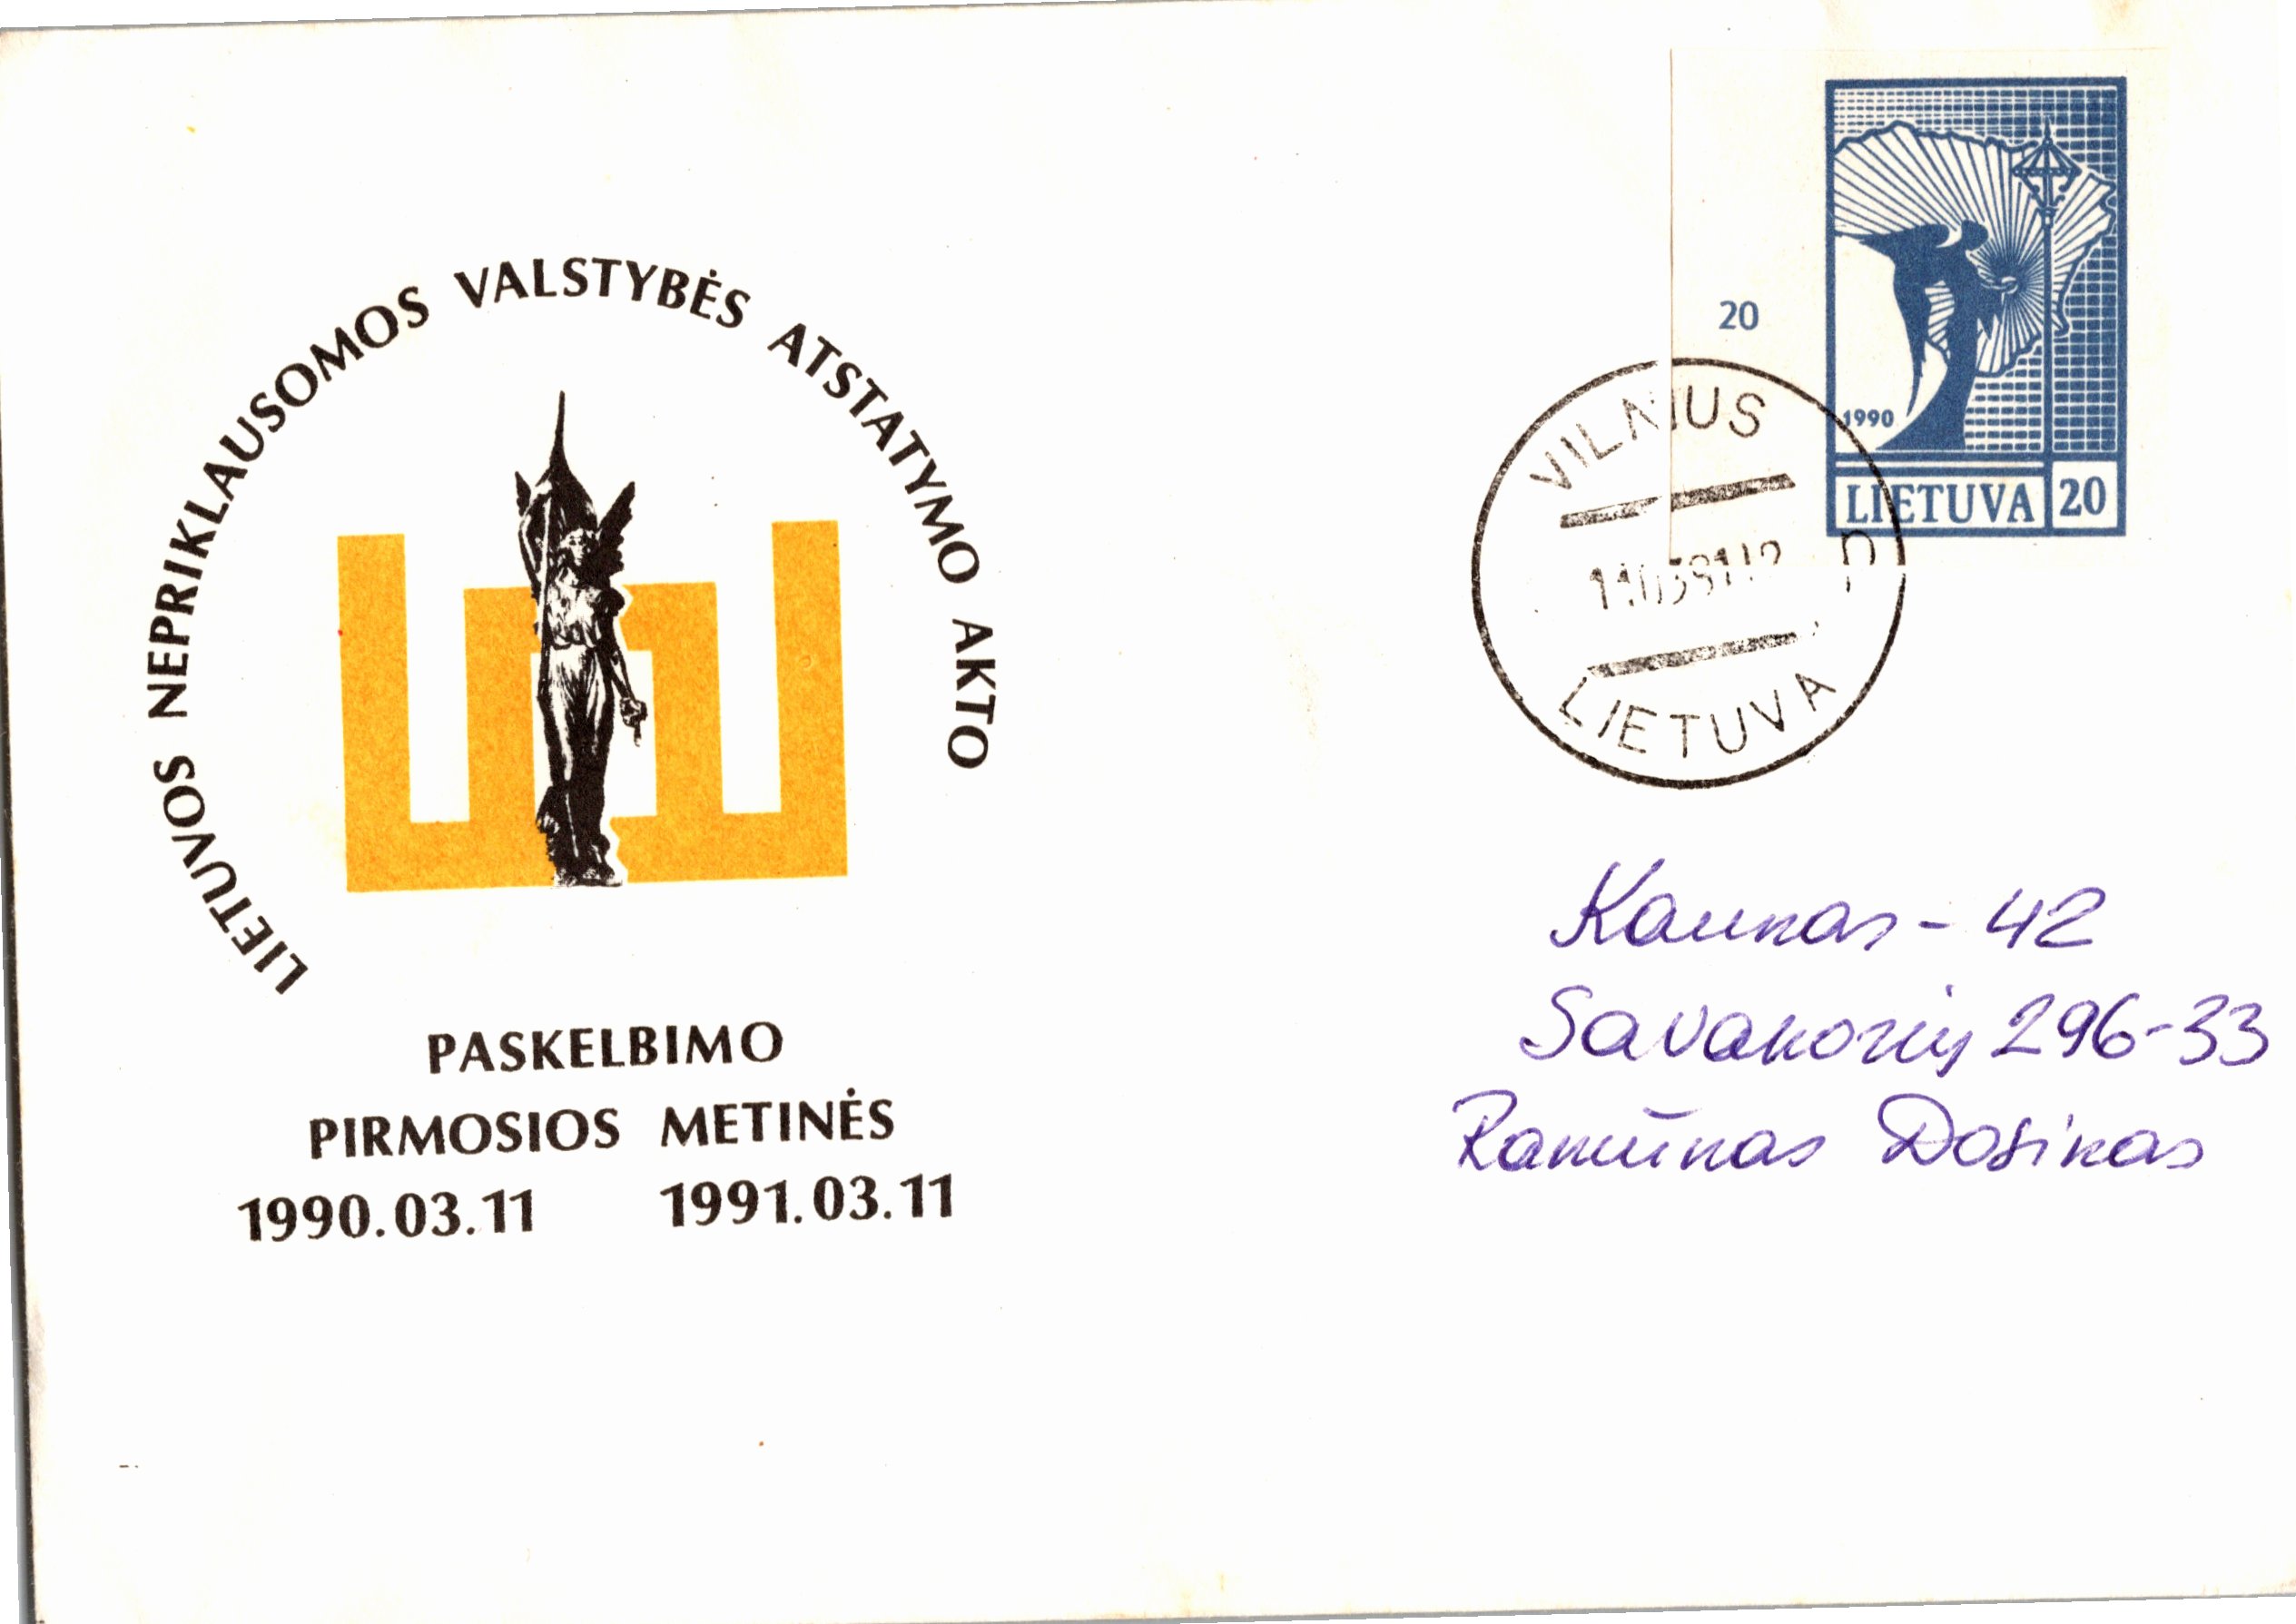 LIETUVOS NEPRIKLAUSOMOS VALSTYBĖS ATSTATYMO AKTO
PASKELBIMO
PIRMOSIOS METINĖS
1990.03.11 1991.03.11
20
1990
LIETUVA 20
VILNIUS
LIETUVA
Kaunas - 42
Savanorių 296-33
Ramūnas